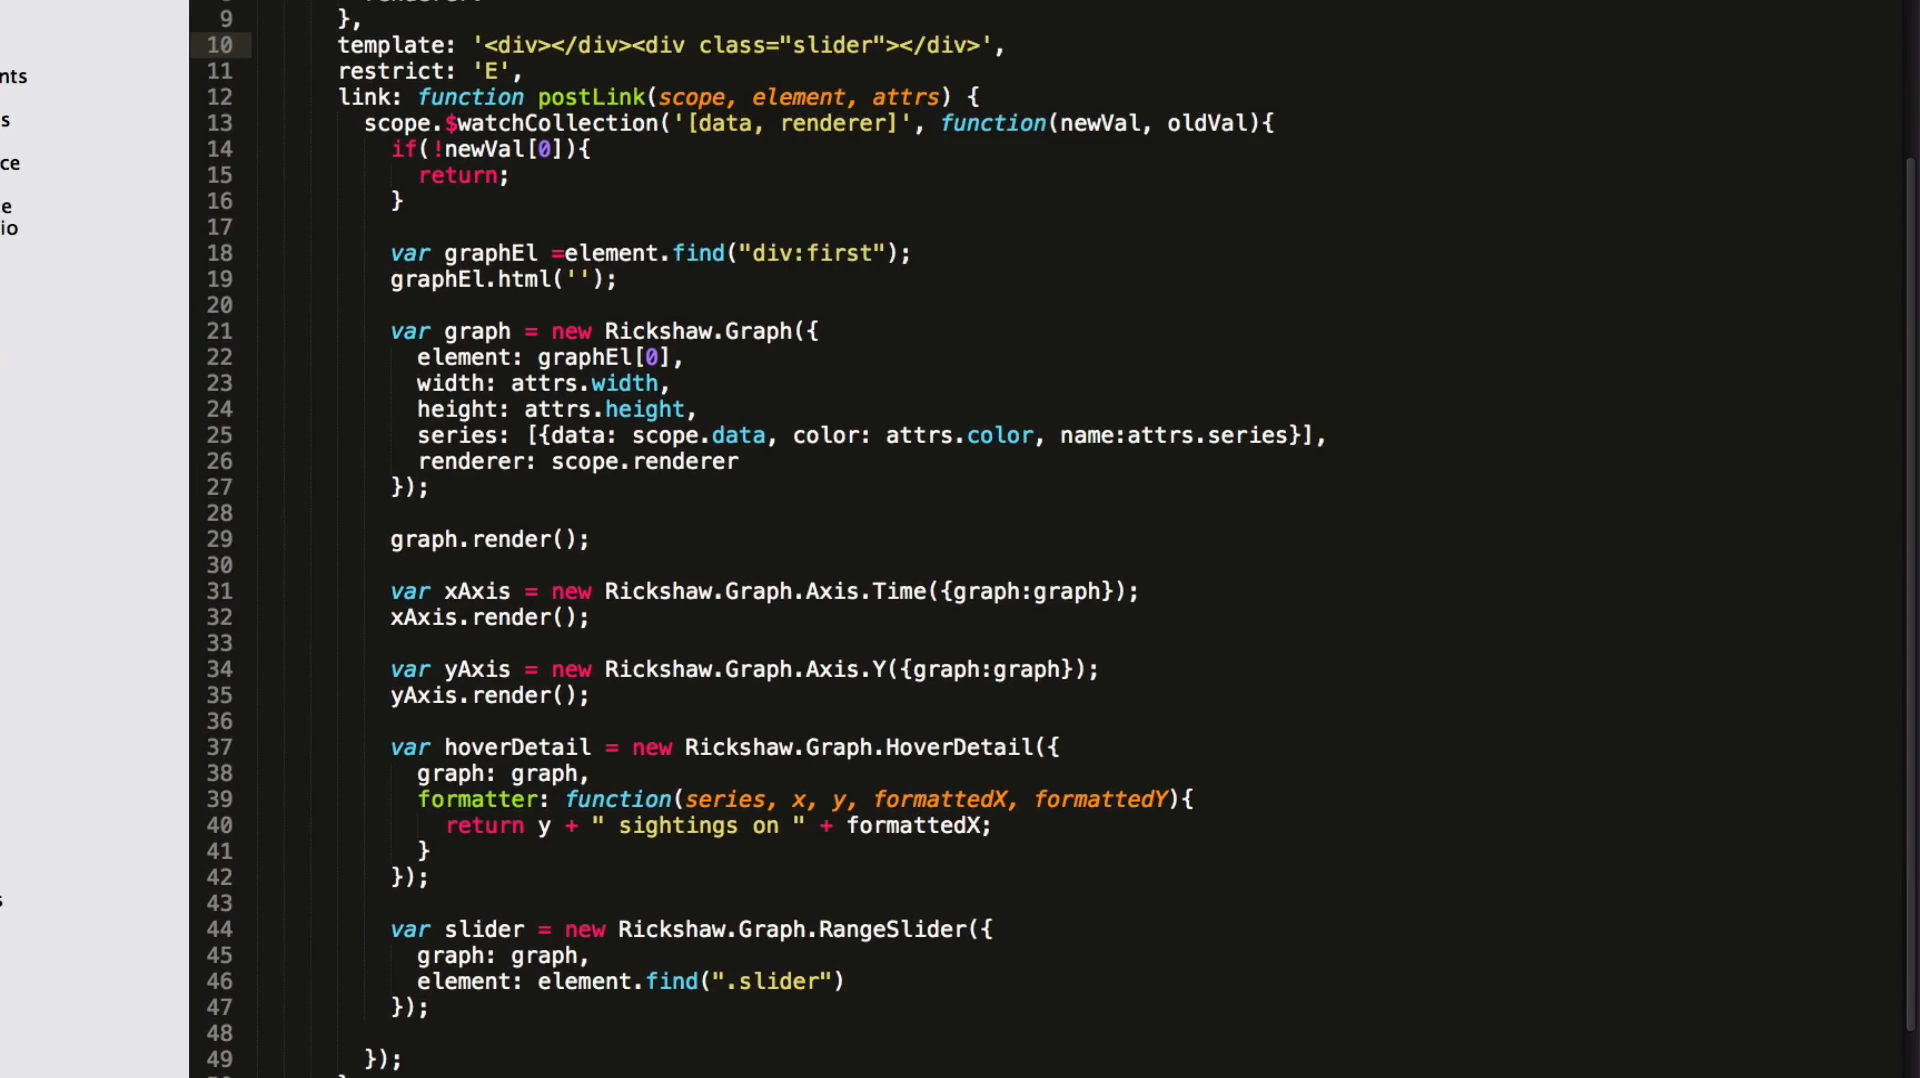 nts
s
ce
e
io
s
9 },
10 template: '<div></div><div class="slider"></div>',
11 restrict: 'E',
12 link: function postLink(scope, element, attrs) {
13 scope.$watchCollection('[data, renderer]', function(newVal, oldVal){
14 if(!newVal[0]){
15 return;
16 }
17
18 var graphEl =element.find("div:first");
19 graphEl.html('');
20
21 var graph = new Rickshaw.Graph({
22 element: graphEl[0],
23 width: attrs.width,
24 height: attrs.height,
25 series: [{data: scope.data, color: attrs.color, name:attrs.series}],
26 renderer: scope.renderer
27 });
28
29 graph.render();
30
31 var xAxis = new Rickshaw.Graph.Axis.Time({graph:graph});
32 xAxis.render();
33
34 var yAxis = new Rickshaw.Graph.Axis.Y({graph:graph});
35 yAxis.render();
36
37 var hoverDetail = new Rickshaw.Graph.HoverDetail({
38 graph: graph,
39 formatter: function(series, x, y, formattedX, formattedY){
40 return y + " sightings on " + formattedX;
41 }
42 });
43
44 var slider = new Rickshaw.Graph.RangeSlider({
45 graph: graph,
46 element: element.find(".slider")
47 });
48
49 });